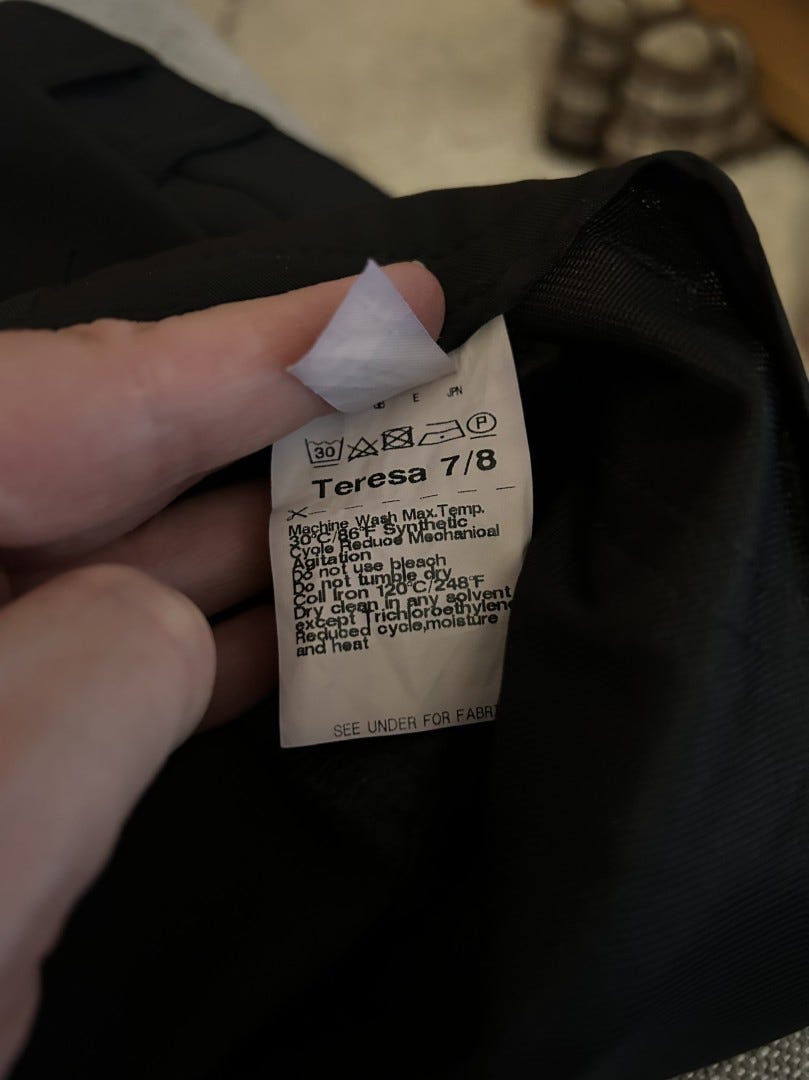 E JPN
30 P
Teresa 7/8
Machine Wash Max.Temp.
30°C/86°F Synthetic
Cycle Reduce Mechanical
Agitation
Do not use bleach
Do not tumble dry
Coll Iron 120°C/248°F
Dry clean in any solvent
except Trichloroethylene
Reduced cycle,moisture
and heat
SEE UNDER FOR